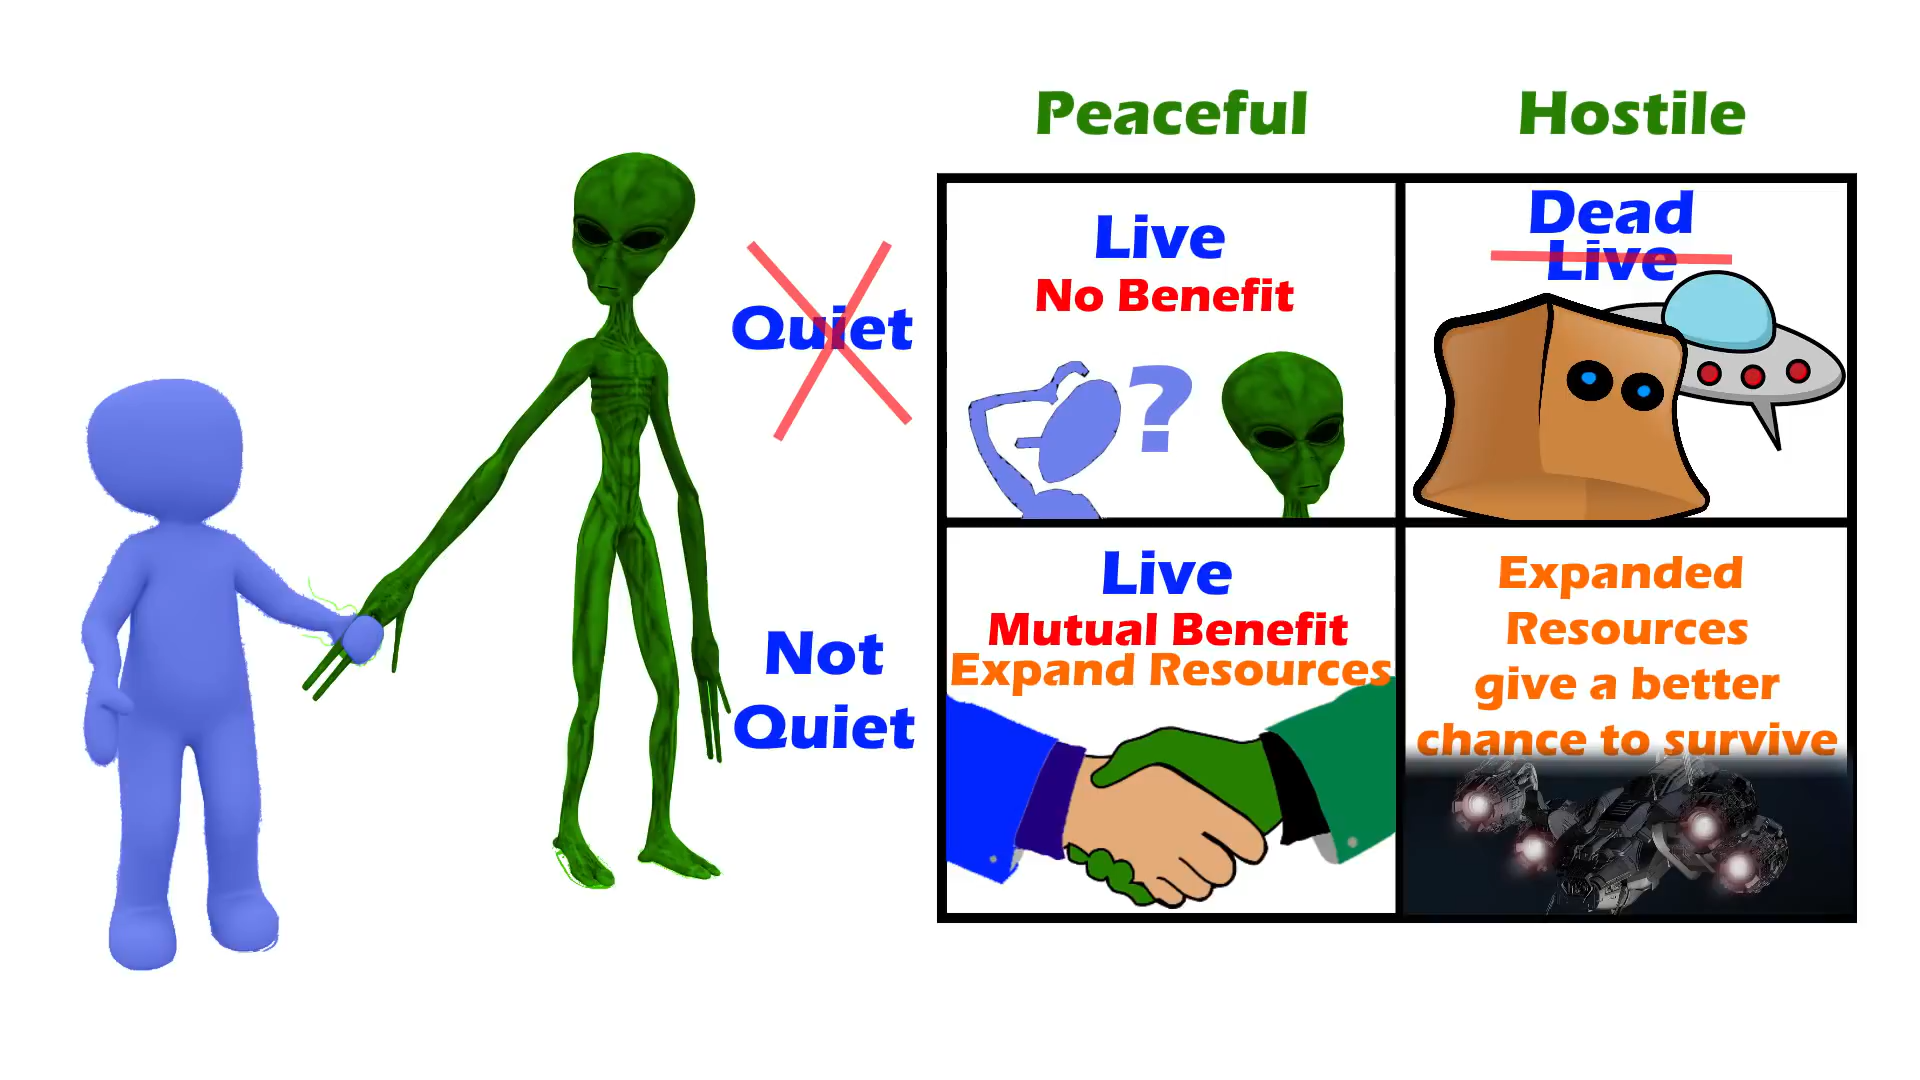 Peaceful
Hostile
Quiet
Live
No Benefit
?
Dead
Live
Not
Quiet
Live
Mutual Benefit
Expand Resources
Expanded
Resources
give a better
chance to survive